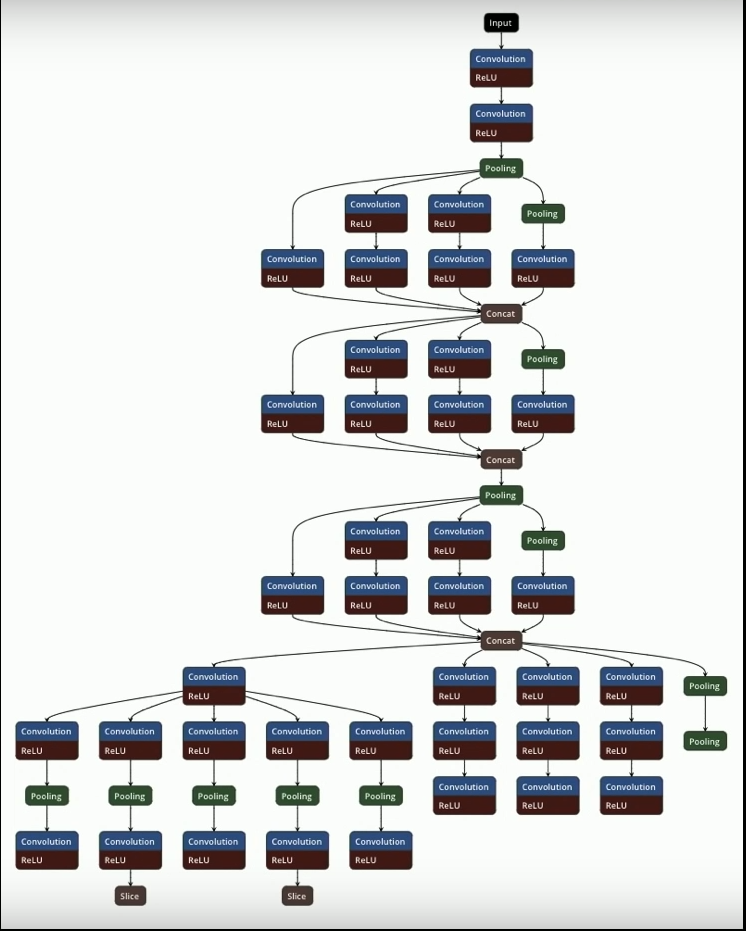 Input
Convolution
ReLU
Convolution
ReLU
Pooling
Convolution Convolution
ReLU ReLU
Pooling
Convolution Convolution Convolution Convolution
ReLU ReLU ReLU ReLU
Concat
Convolution Convolution
ReLU ReLU
Pooling
Convolution Convolution Convolution Convolution
ReLU ReLU ReLU ReLU
Concat
Pooling
Convolution Convolution
ReLU ReLU
Pooling
Convolution Convolution Convolution Convolution
ReLU ReLU ReLU ReLU
Concat
Convolution Convolution Convolution Convolution
ReLU ReLU ReLU ReLU
Pooling
Convolution Convolution Convolution Convolution Convolution Convolution Convolution Convolution
ReLU ReLU ReLU ReLU ReLU ReLU ReLU ReLU
Pooling
Convolution Convolution Convolution
ReLU ReLU ReLU
Pooling Pooling Pooling Pooling Pooling
Convolution Convolution Convolution Convolution Convolution
ReLU ReLU ReLU ReLU ReLU
Slice Slice